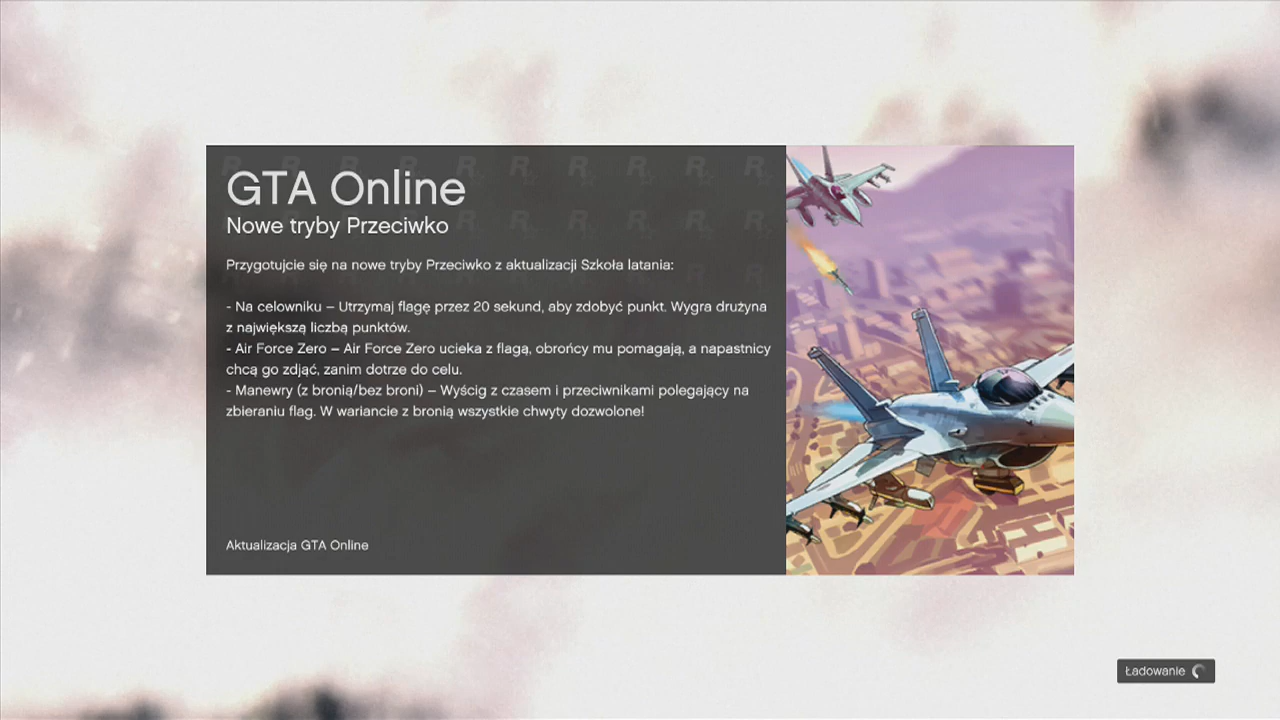 GTA Online
Nowe tryby Przeciwko
Przygotujcie się na nowe tryby Przeciwko z aktualizacji Szkoła latania:
- Na celowniku – Utrzymaj flagę przez 20 sekund, aby zdobyć punkt. Wygra drużyna
z największą liczbą punktów.
- Air Force Zero – Air Force Zero ucieka z flagą, obrońcy mu pomagają, a napastnicy
chcą go zdjąć, zanim dotrze do celu.
- Manewry (z bronią/bez broni) – Wyścig z czasem i przeciwnikami polegający na
zbieraniu flag. W wariancie z bronią wszystkie chwyty dozwolone!
Aktualizacja GTA Online
Ładowanie